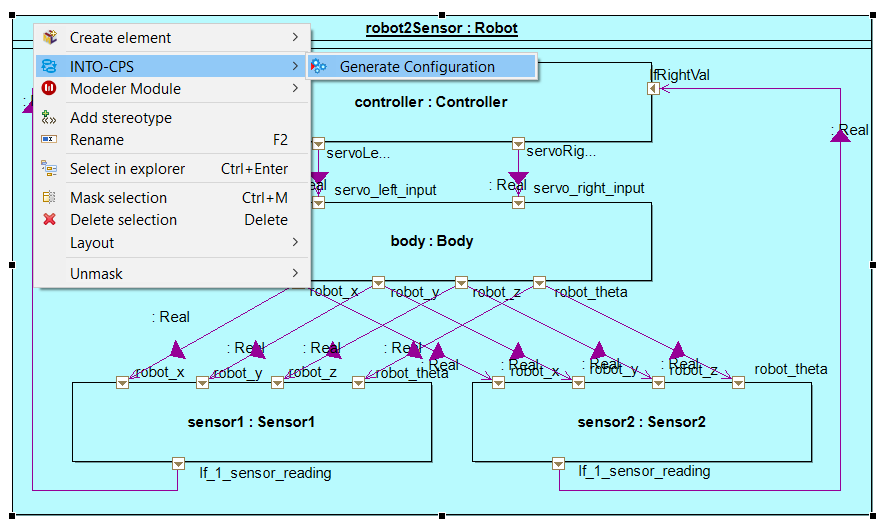 robot2Sensor : Robot
Create element
INTO-CPS
Generate Configuration
Modeler Module
Add stereotype
Rename F2
Select in explorer Ctrl+Enter
Mask selection Ctrl+M
Delete selection Delete
Layout
Unmask
lfRightVal
controller : Controller
: Real
servoLe...
servoRig...
: Real
servo_left_input
servo_right_input
body : Body
robot_x
robot_y
robot_z
robot_theta
: Real
: Real
: Real
: Real
: Real
: Real
: Real
: Real
robot_x
robot_y
robot_z
robot_theta
robot_x
robot_y
robot_z
robot_theta
sensor1 : Sensor1
sensor2 : Sensor2
lf_1_sensor_reading
lf_1_sensor_reading